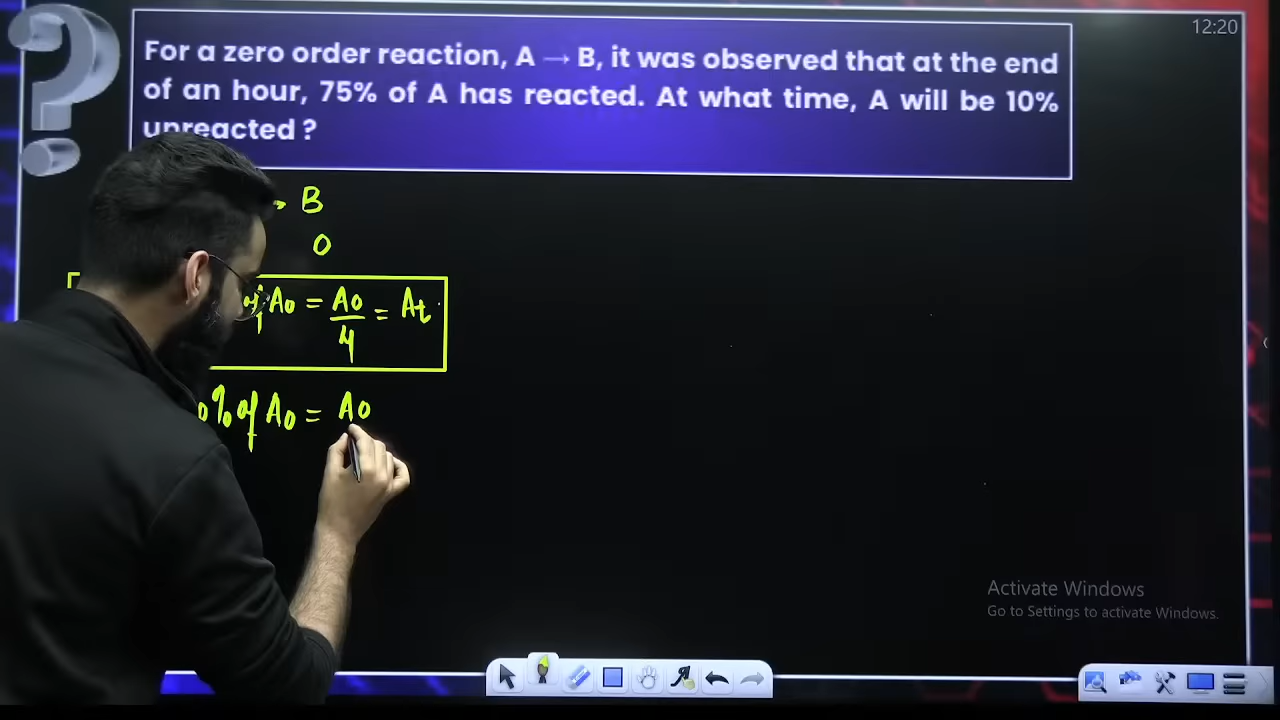 12:20
For a zero order reaction, A → B, it was observed that at the end
of an hour, 75% of A has reacted. At what time, A will be 10%
unreacted ?
→ B
0
of A0 = A0/4 = At
0% of A0 = A0
Activate Windows
Go to Settings to activate Windows.